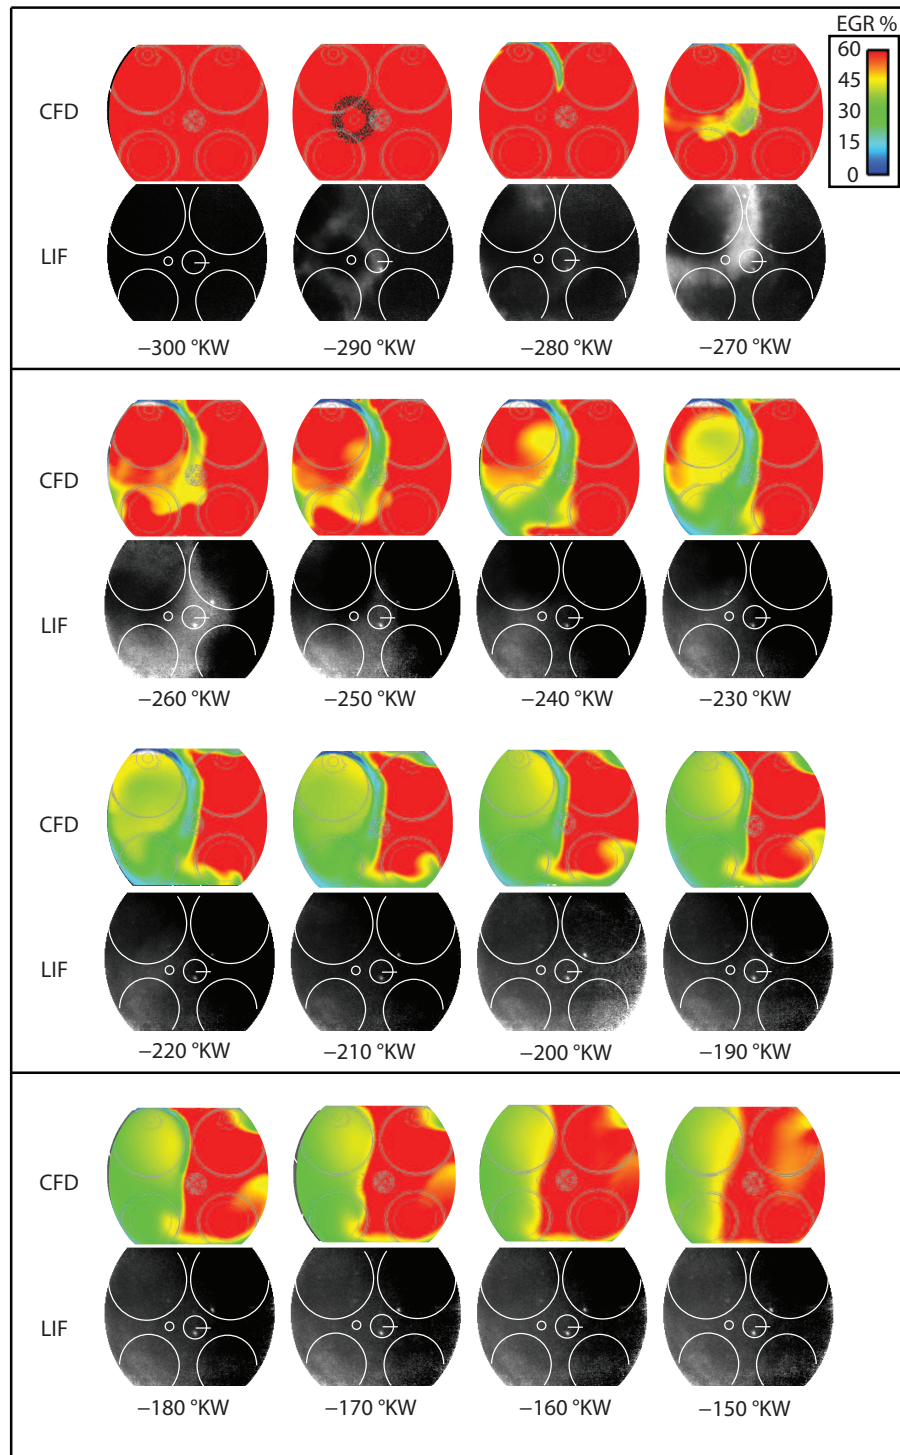 EGR %
60
45
30
15
0
CFD
LIF
−300 °KW −290 °KW −280 °KW −270 °KW
CFD
LIF
−260 °KW −250 °KW −240 °KW −230 °KW
CFD
LIF
−220 °KW −210 °KW −200 °KW −190 °KW
CFD
LIF
−180 °KW −170 °KW −160 °KW −150 °KW